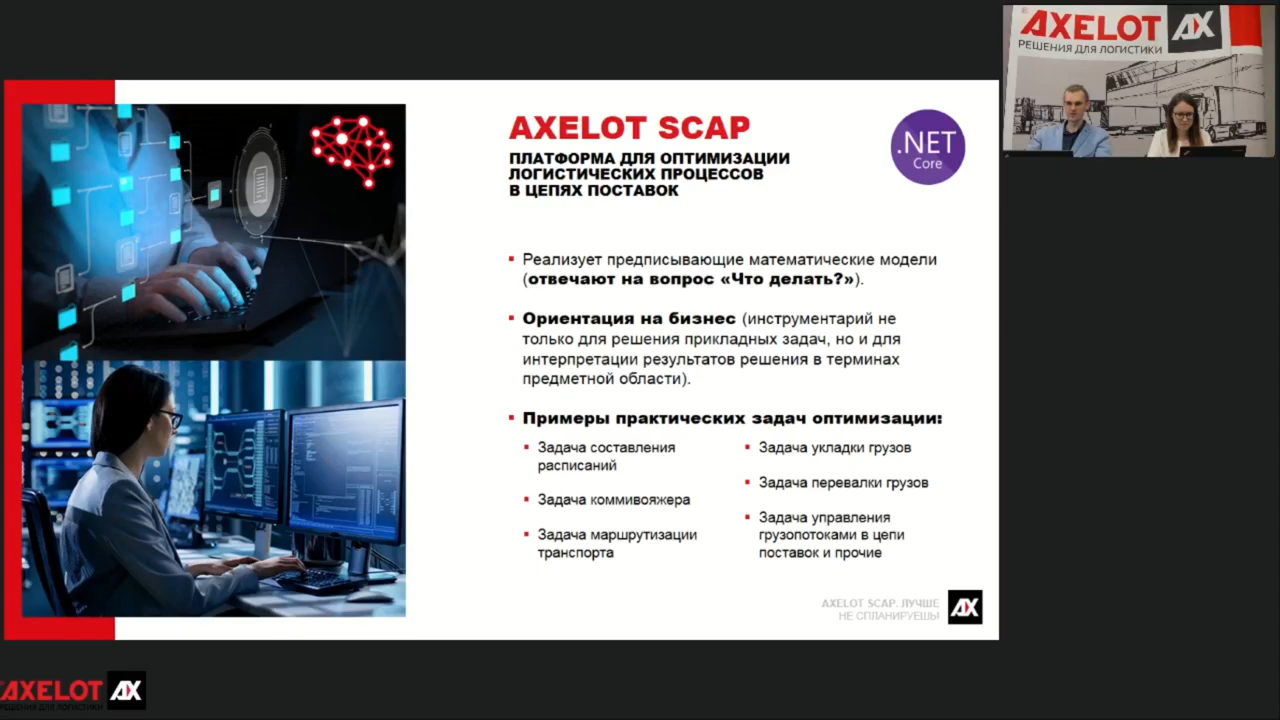 AXELOT AX
РЕШЕНИЯ ДЛЯ ЛОГИСТИКИ
AXELOT SCAP
.NET
Core
ПЛАТФОРМА ДЛЯ ОПТИМИЗАЦИИ
ЛОГИСТИЧЕСКИХ ПРОЦЕССОВ
В ЦЕПЯХ ПОСТАВОК
Реализует предписывающие математические модели
(отвечают на вопрос «Что делать?»).
Ориентация на бизнес (инструментарий не
только для решения прикладных задач, но и для
интерпретации результатов решения в терминах
предметной области).
Примеры практических задач оптимизации:
Задача составления
расписаний
Задача коммивояжера
Задача маршрутизации
транспорта
Задача укладки грузов
Задача перевалки грузов
Задача управления
грузопотоками в цепи
поставок и прочие
AXELOT SCAP. ЛУЧШЕ
НЕ СПЛАНИРУЕШЬ!
AX
AXELOT AX
РЕШЕНИЯ ДЛЯ ЛОГИСТИКИ